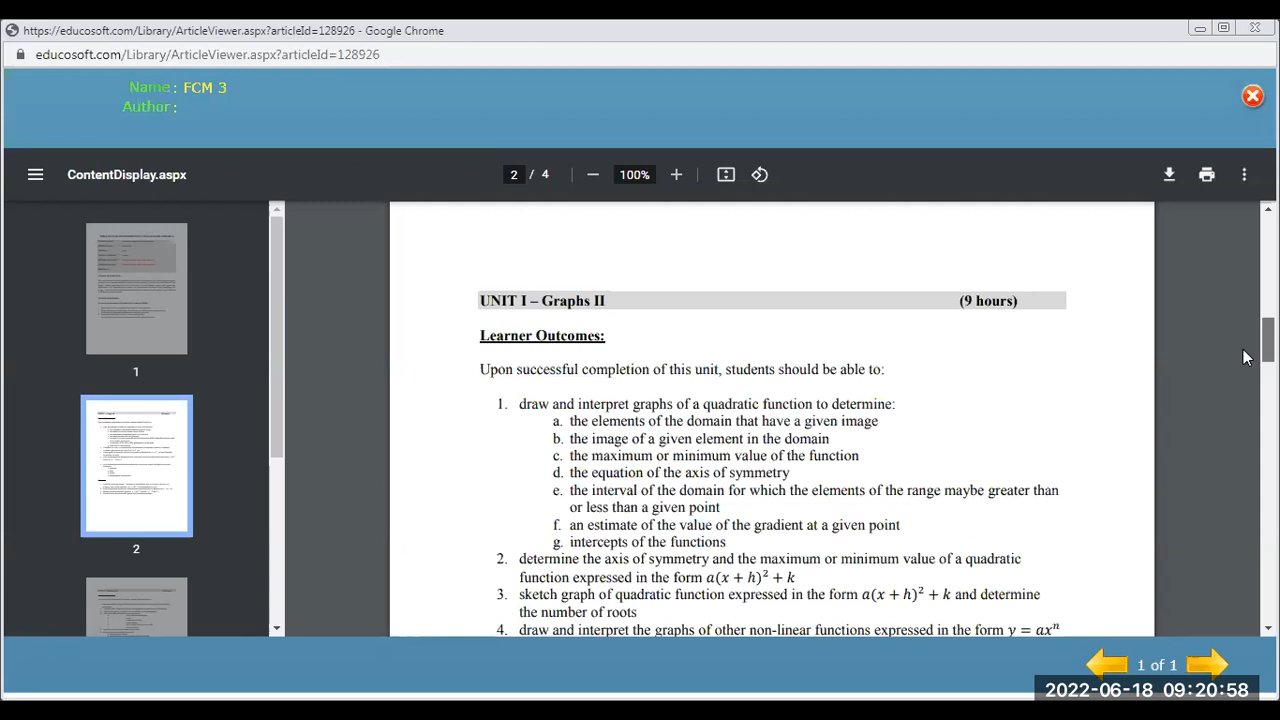 https://educosoft.com/Library/ArticleViewer.aspx?articleId=128926 - Google Chrome
educosoft.com/Library/ArticleViewer.aspx?articleId=128926
Name : FCM 3
Author :
ContentDisplay.aspx
2 / 4
100%
1
2
UNIT I – Graphs II (9 hours)
Learner Outcomes:
Upon successful completion of this unit, students should be able to:
1. draw and interpret graphs of a quadratic function to determine:
a. the elements of the domain that have a given image
b. the image of a given element in the domain
c. the maximum or minimum value of the function
d. the equation of the axis of symmetry
e. the interval of the domain for which the elements of the range maybe greater than
or less than a given point
f. an estimate of the value of the gradient at a given point
g. intercepts of the functions
2. determine the axis of symmetry and the maximum or minimum value of a quadratic
function expressed in the form a(x + h)² + k
3. sketch graph of quadratic function expressed in the form a(x + h)² + k and determine
the number of roots
4. draw and interpret the graphs of other non-linear functions expressed in the form y = axⁿ
1 of 1
2022-06-18 09:20:58